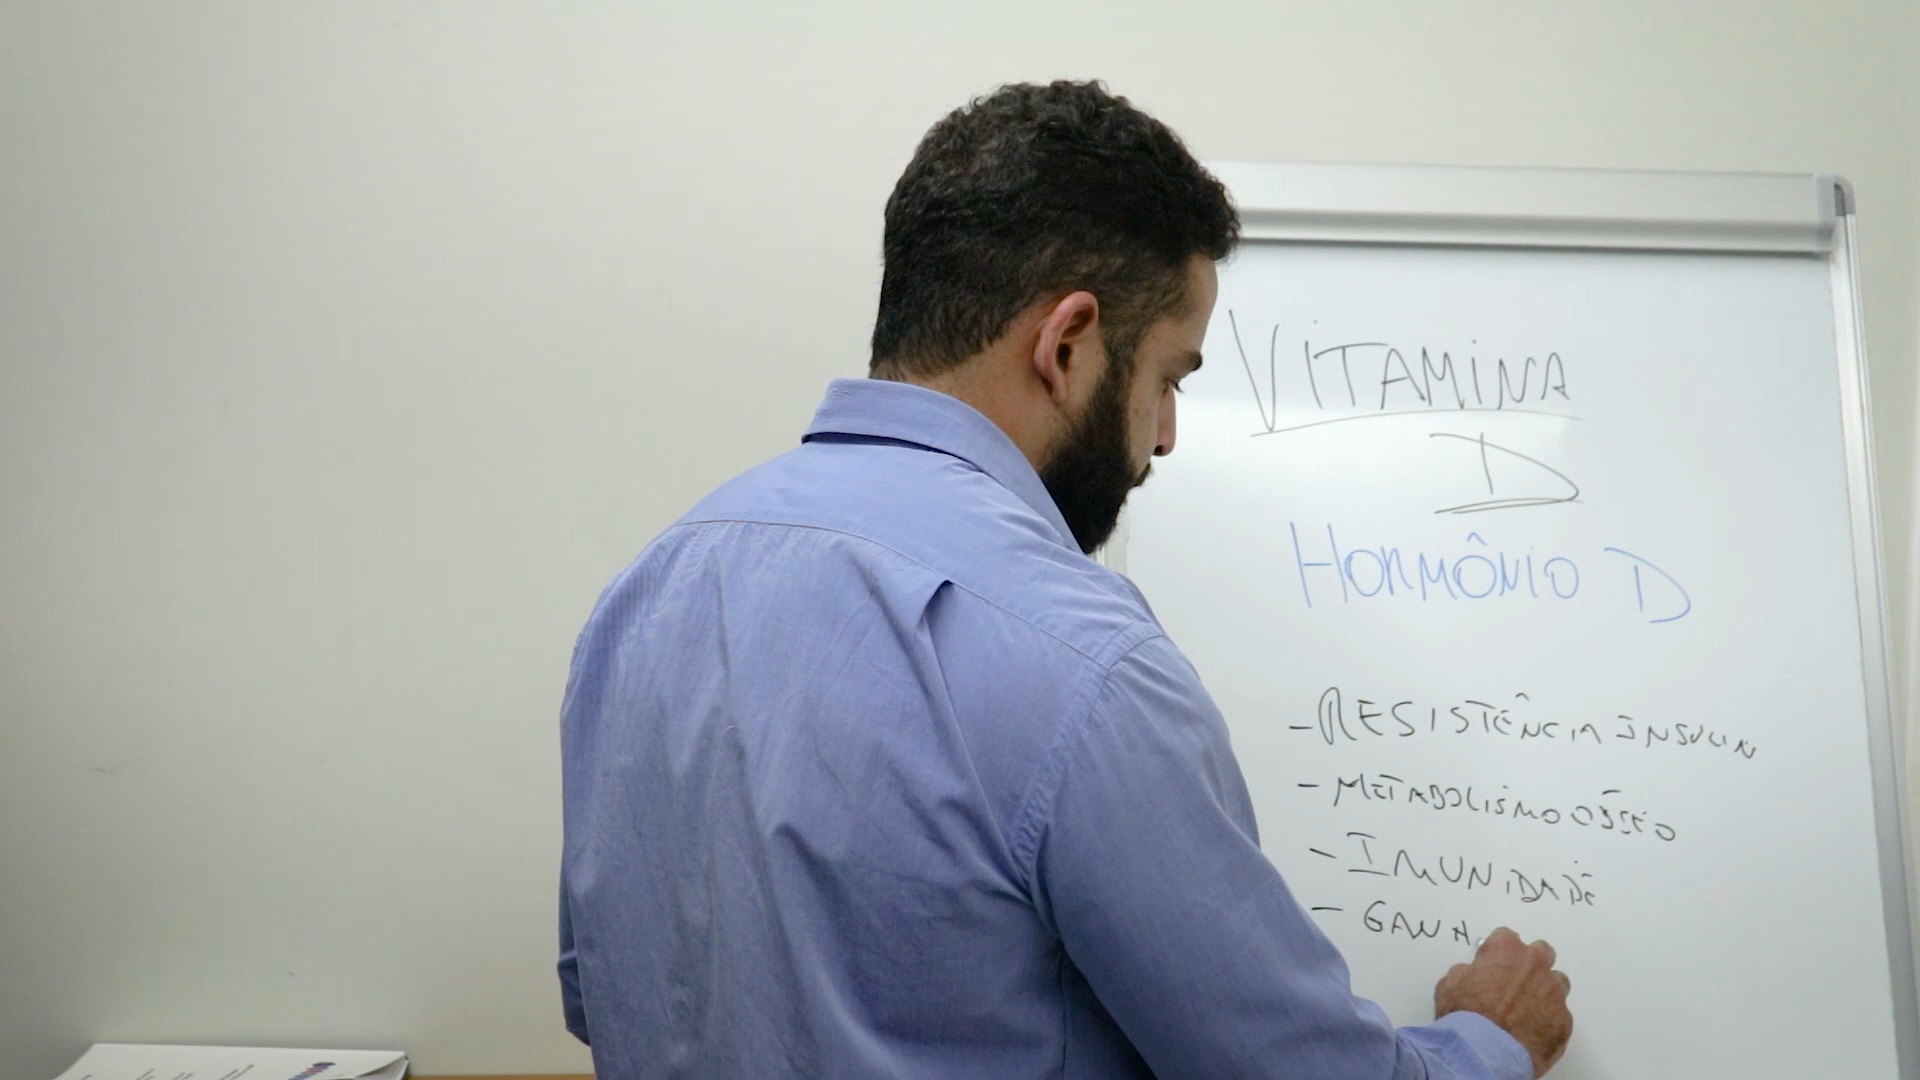 VITAMINA
D
HORMÔNIO D
- RESISTÊNCIA INSULIN
- METABOLISMO ÓSSEO
- IMUNIDADE
- GANH